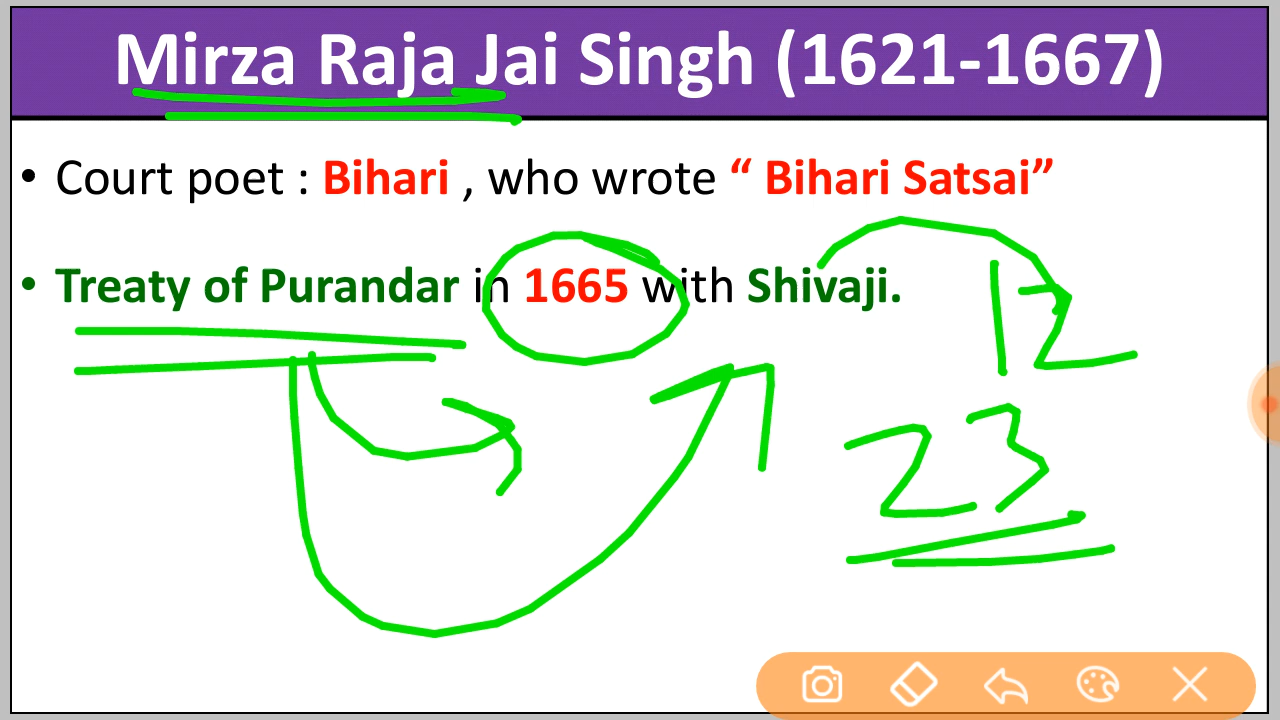 Mirza Raja Jai Singh (1621-1667)
• Court poet : Bihari , who wrote “ Bihari Satsai”
• Treaty of Purandar in 1665 with Shivaji.
12
23